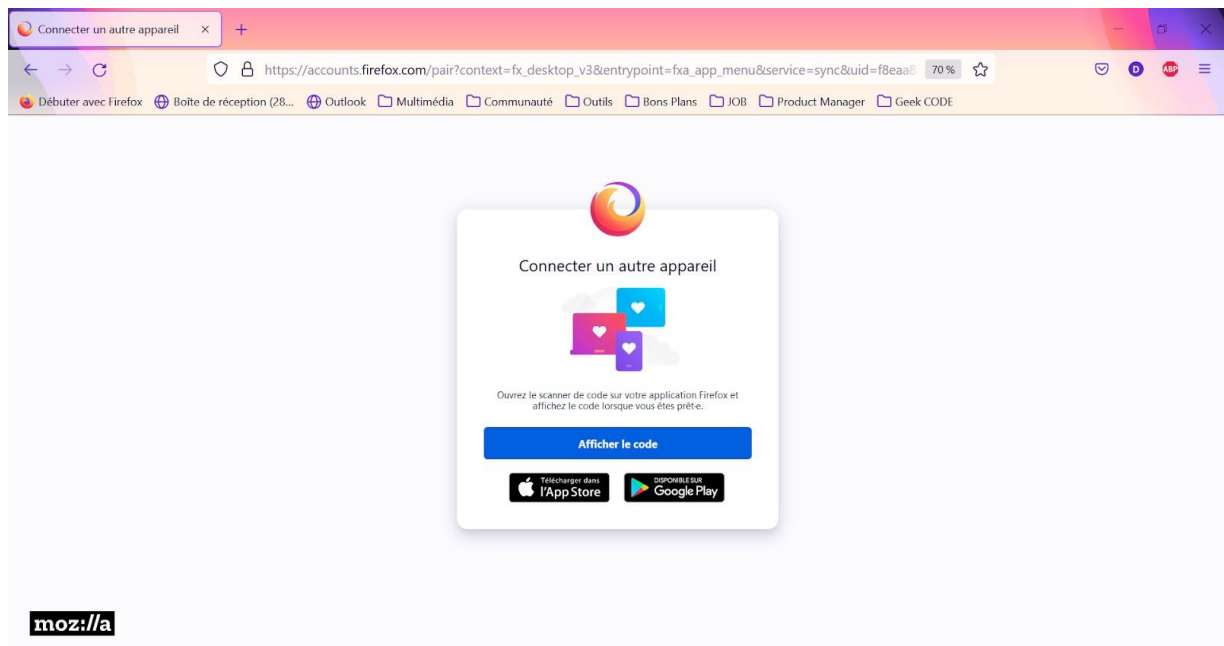 Connecter un autre appareil
https://accounts.firefox.com/pair?context=fx_desktop_v3&entrypoint=fxa_app_menu&service=sync&uid=f8eaa8 70 %
D ABP
Débuter avec Firefox Boîte de réception (28... Outlook Multimédia Communauté Outils Bons Plans JOB Product Manager Geek CODE
Connecter un autre appareil
Ouvrez le scanner de code sur votre application Firefox et
affichez le code lorsque vous êtes prêt·e.
Afficher le code
Télécharger dans
l'App Store
DISPONIBLE SUR
Google Play
moz://a